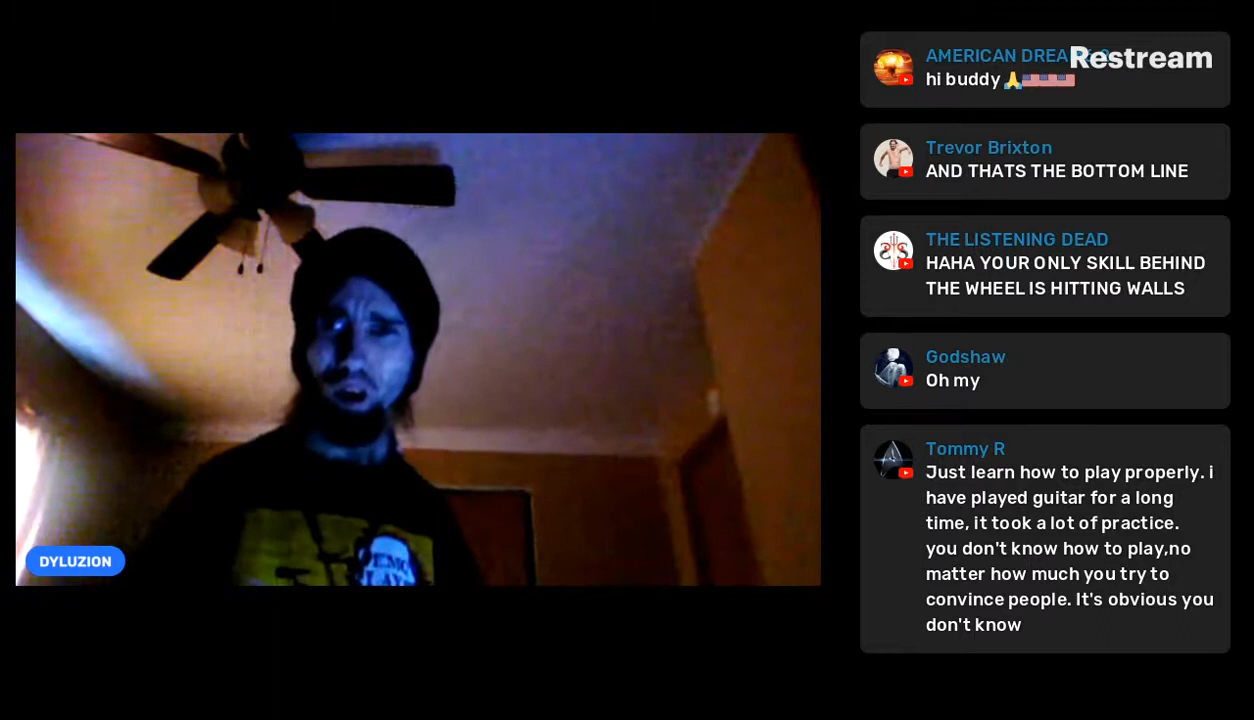 Restream
AMERICAN DREA
hi buddy
Trevor Brixton
AND THATS THE BOTTOM LINE
THE LISTENING DEAD
HAHA YOUR ONLY SKILL BEHIND
THE WHEEL IS HITTING WALLS
Godshaw
Oh my
Tommy R
Just learn how to play properly. i
have played guitar for a long
time, it took a lot of practice.
you don't know how to play,no
matter how much you try to
convince people. It's obvious you
don't know
DYLUZION